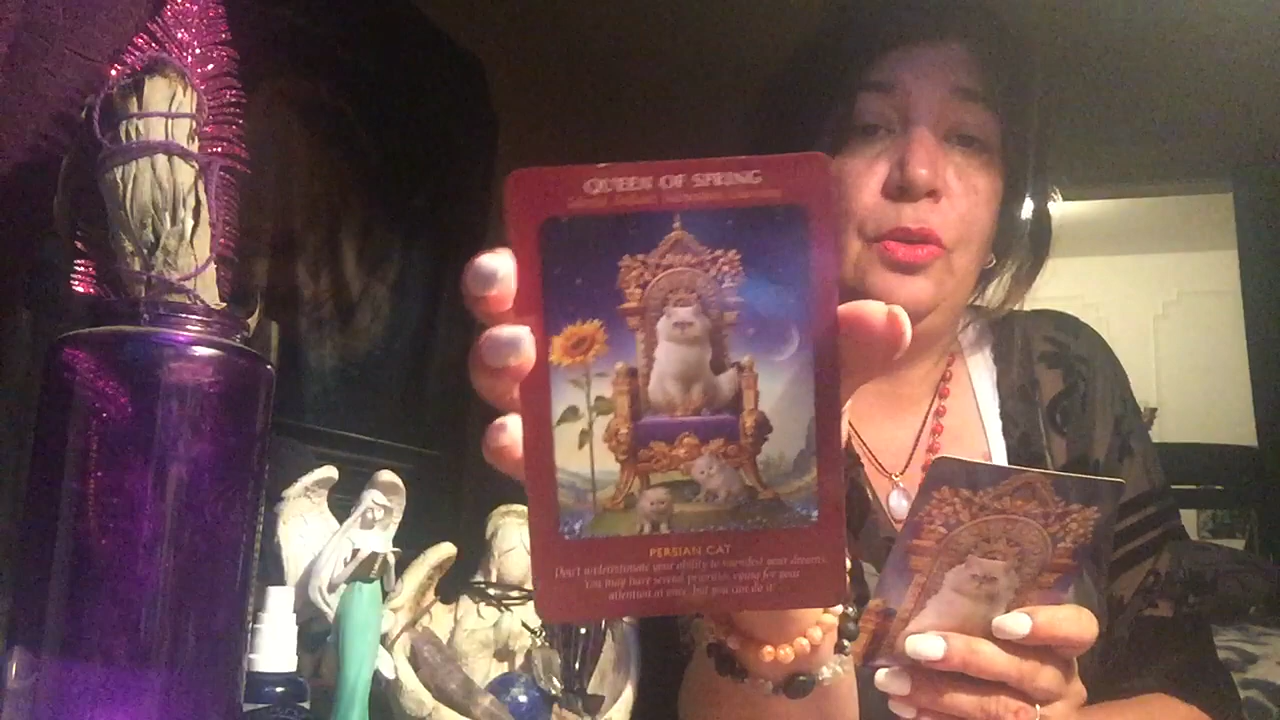 QUEEN OF SPRING
PERSIAN CAT
Don't underestimate your ability to manifest your dreams.
You may have several priorities vying for your
attention at once, but you can do it.